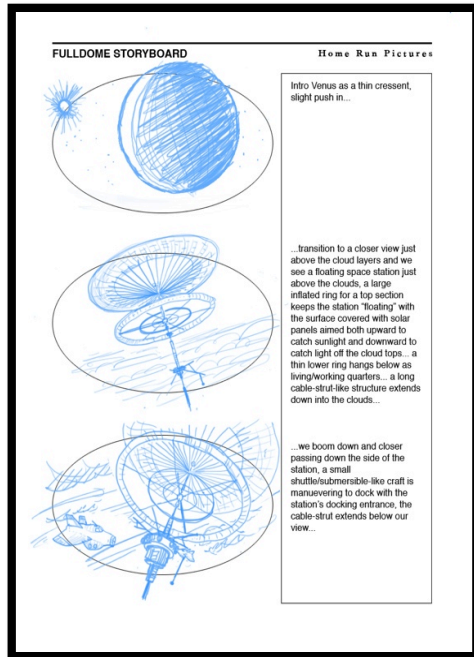 FULLDOME STORYBOARD
Home Run Pictures
Intro Venus as a thin cressent,
slight push in...
...transition to a closer view just
above the cloud layers and we
see a floating space station just
above the clouds, a large
inflated ring for a top section
keeps the station "floating" with
the surface covered with solar
panels aimed both upward to
catch sunlight and downward to
catch light off the cloud tops... a
thin lower ring hangs below as
living/working quarters... a long
cable-strut-like structure extends
down into the clouds...
...we boom down and closer
passing down the side of the
station, a small
shuttle/submersible-like craft is
manuevering to dock with the
station's docking entrance, the
cable-strut extends below our
view...